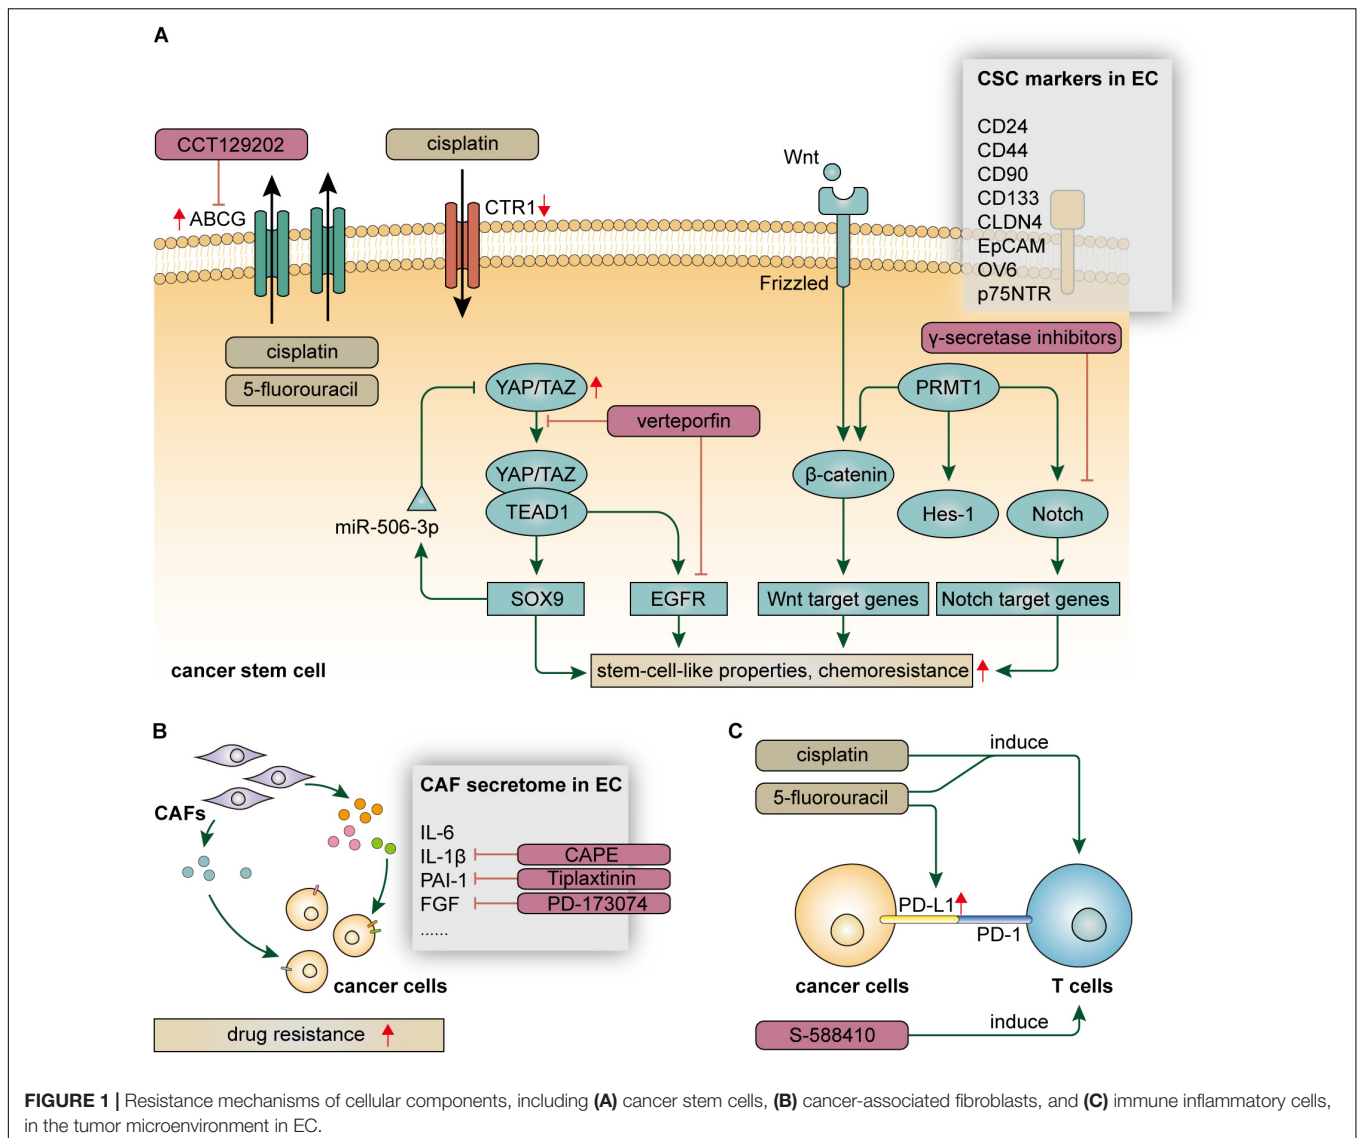 A
CSC markers in EC
CD24
CD44
CD90
CD133
CLDN4
EpCAM
OV6
p75NTR
CCT129202
cisplatin
Wnt
ABCG
CTR1
Frizzled
cisplatin
5-fluorouracil
γ-secretase inhibitors
YAP/TAZ
PRMT1
verteporfin
YAP/TAZ
β-catenin
TEAD1
Hes-1
Notch
miR-506-3p
SOX9
EGFR
Wnt target genes
Notch target genes
cancer stem cell
stem-cell-like properties, chemoresistance
B
CAFs
CAF secretome in EC
IL-6
IL-1β
CAPE
PAI-1
Tiplaxtinin
FGF
PD-173074
......
cancer cells
drug resistance
C
cisplatin
induce
5-fluorouracil
PD-L1
PD-1
cancer cells
T cells
S-588410
induce
FIGURE 1 | Resistance mechanisms of cellular components, including (A) cancer stem cells, (B) cancer-associated fibroblasts, and (C) immune inflammatory cells,
in the tumor microenvironment in EC.